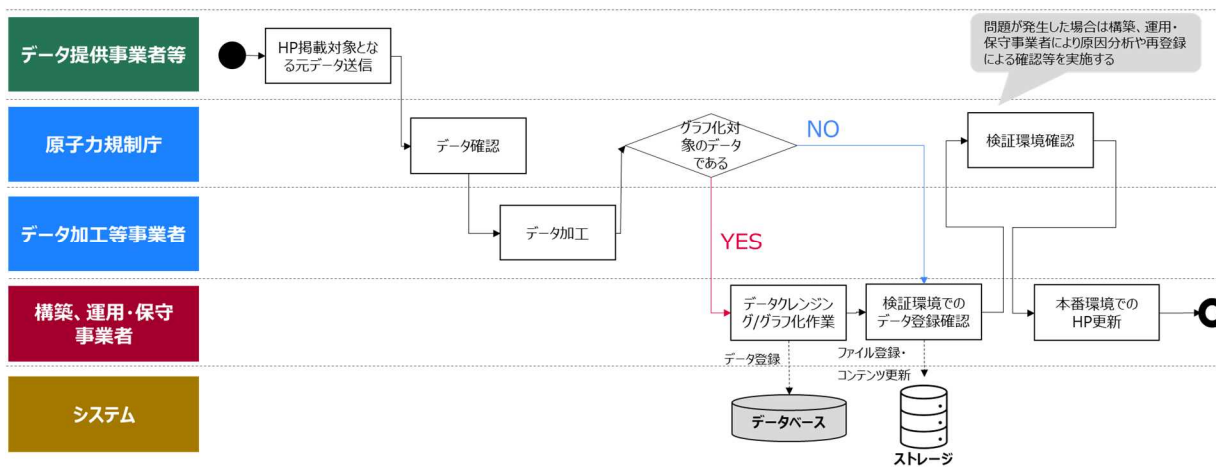 データ提供事業者等
HP掲載対象とな
る元データ送信
問題が発生した場合は構築、運用・
保守事業者により原因分析や再登録
による確認等を実施する
原子力規制庁
データ確認
グラフ化対
象のデータ
である
NO
検証環境確認
データ加工等事業者
データ加工
YES
構築、運用・保守
事業者
データクレンジン
グ/グラフ化作業
検証環境での
データ登録確認
本番環境での
HP更新
データ登録
ファイル登録・
コンテンツ更新
システム
データベース
ストレージ